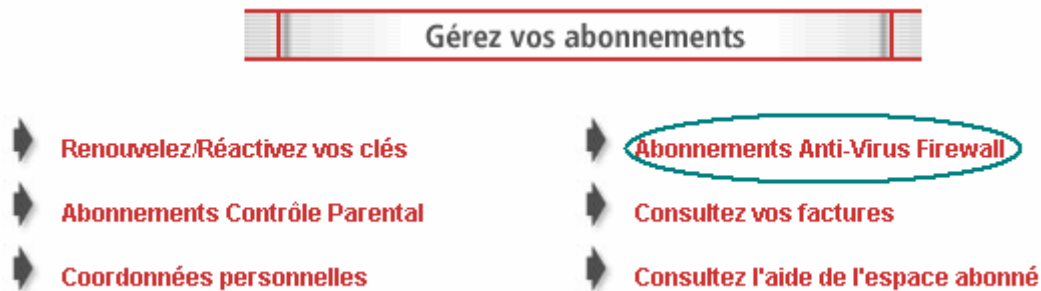 Gérez vos abonnements
Renouvelez/Réactivez vos clés
Abonnements Anti-Virus Firewall
Abonnements Contrôle Parental
Consultez vos factures
Coordonnées personnelles
Consultez l'aide de l'espace abonné